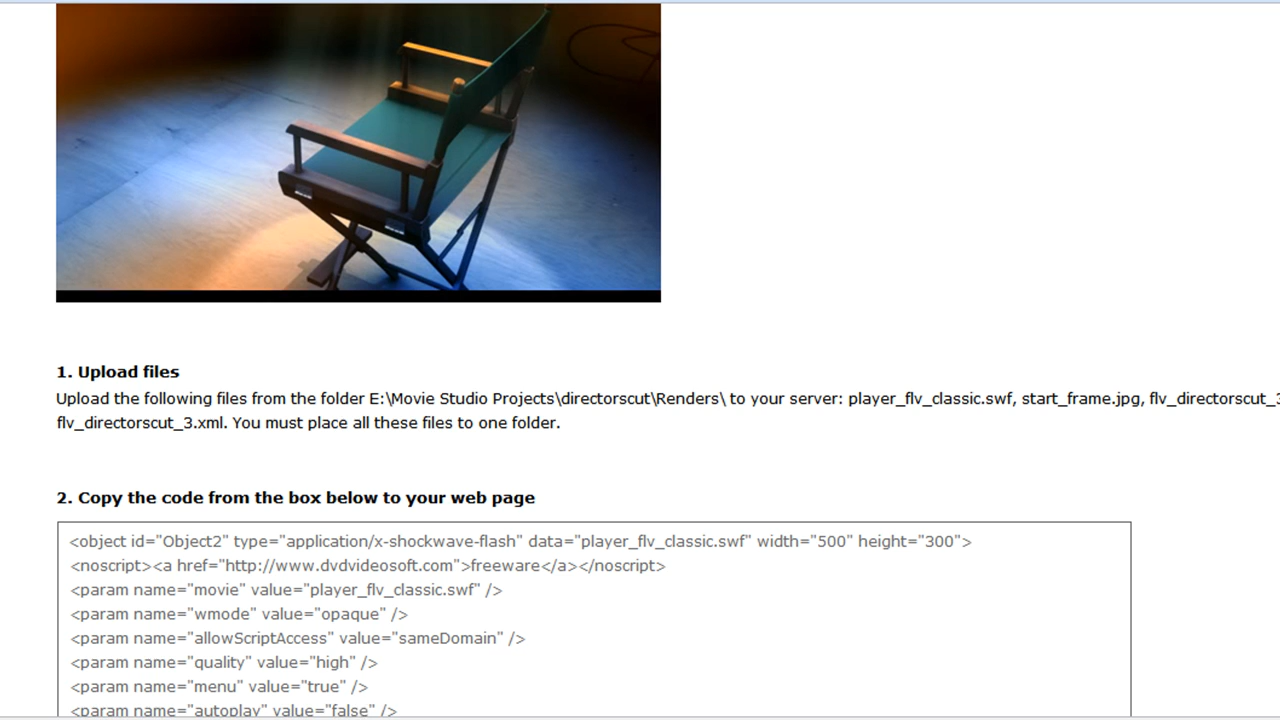 1. Upload files
Upload the following files from the folder E:\Movie Studio Projects\directorscut\Renders\ to your server: player_flv_classic.swf, start_frame.jpg,
flv_directorscut_3.xml. You must place all these files to one folder.
2. Copy the code from the box below to your web page
<object id="Object2" type="application/x-shockwave-flash" data="player_flv_classic.swf" width="500" height="300">
<noscript><a href="http://www.dvdvideosoft.com">freeware</a></noscript>
<param name="movie" value="player_flv_classic.swf" />
<param name="wmode" value="opaque" />
<param name="allowScriptAccess" value="sameDomain" />
<param name="quality" value="high" />
<param name="menu" value="true" />
<param name="autoplay" value="false" />